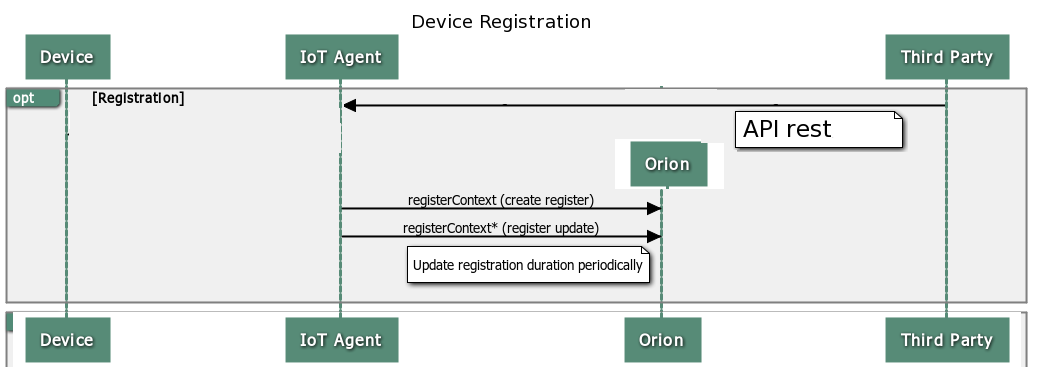 Device Registration
Device
IoT Agent
Third Party
opt
[Registration]
API rest
Orion
registerContext (create register)
registerContext* (register update)
Update registration duration periodically
Device
IoT Agent
Orion
Third Party